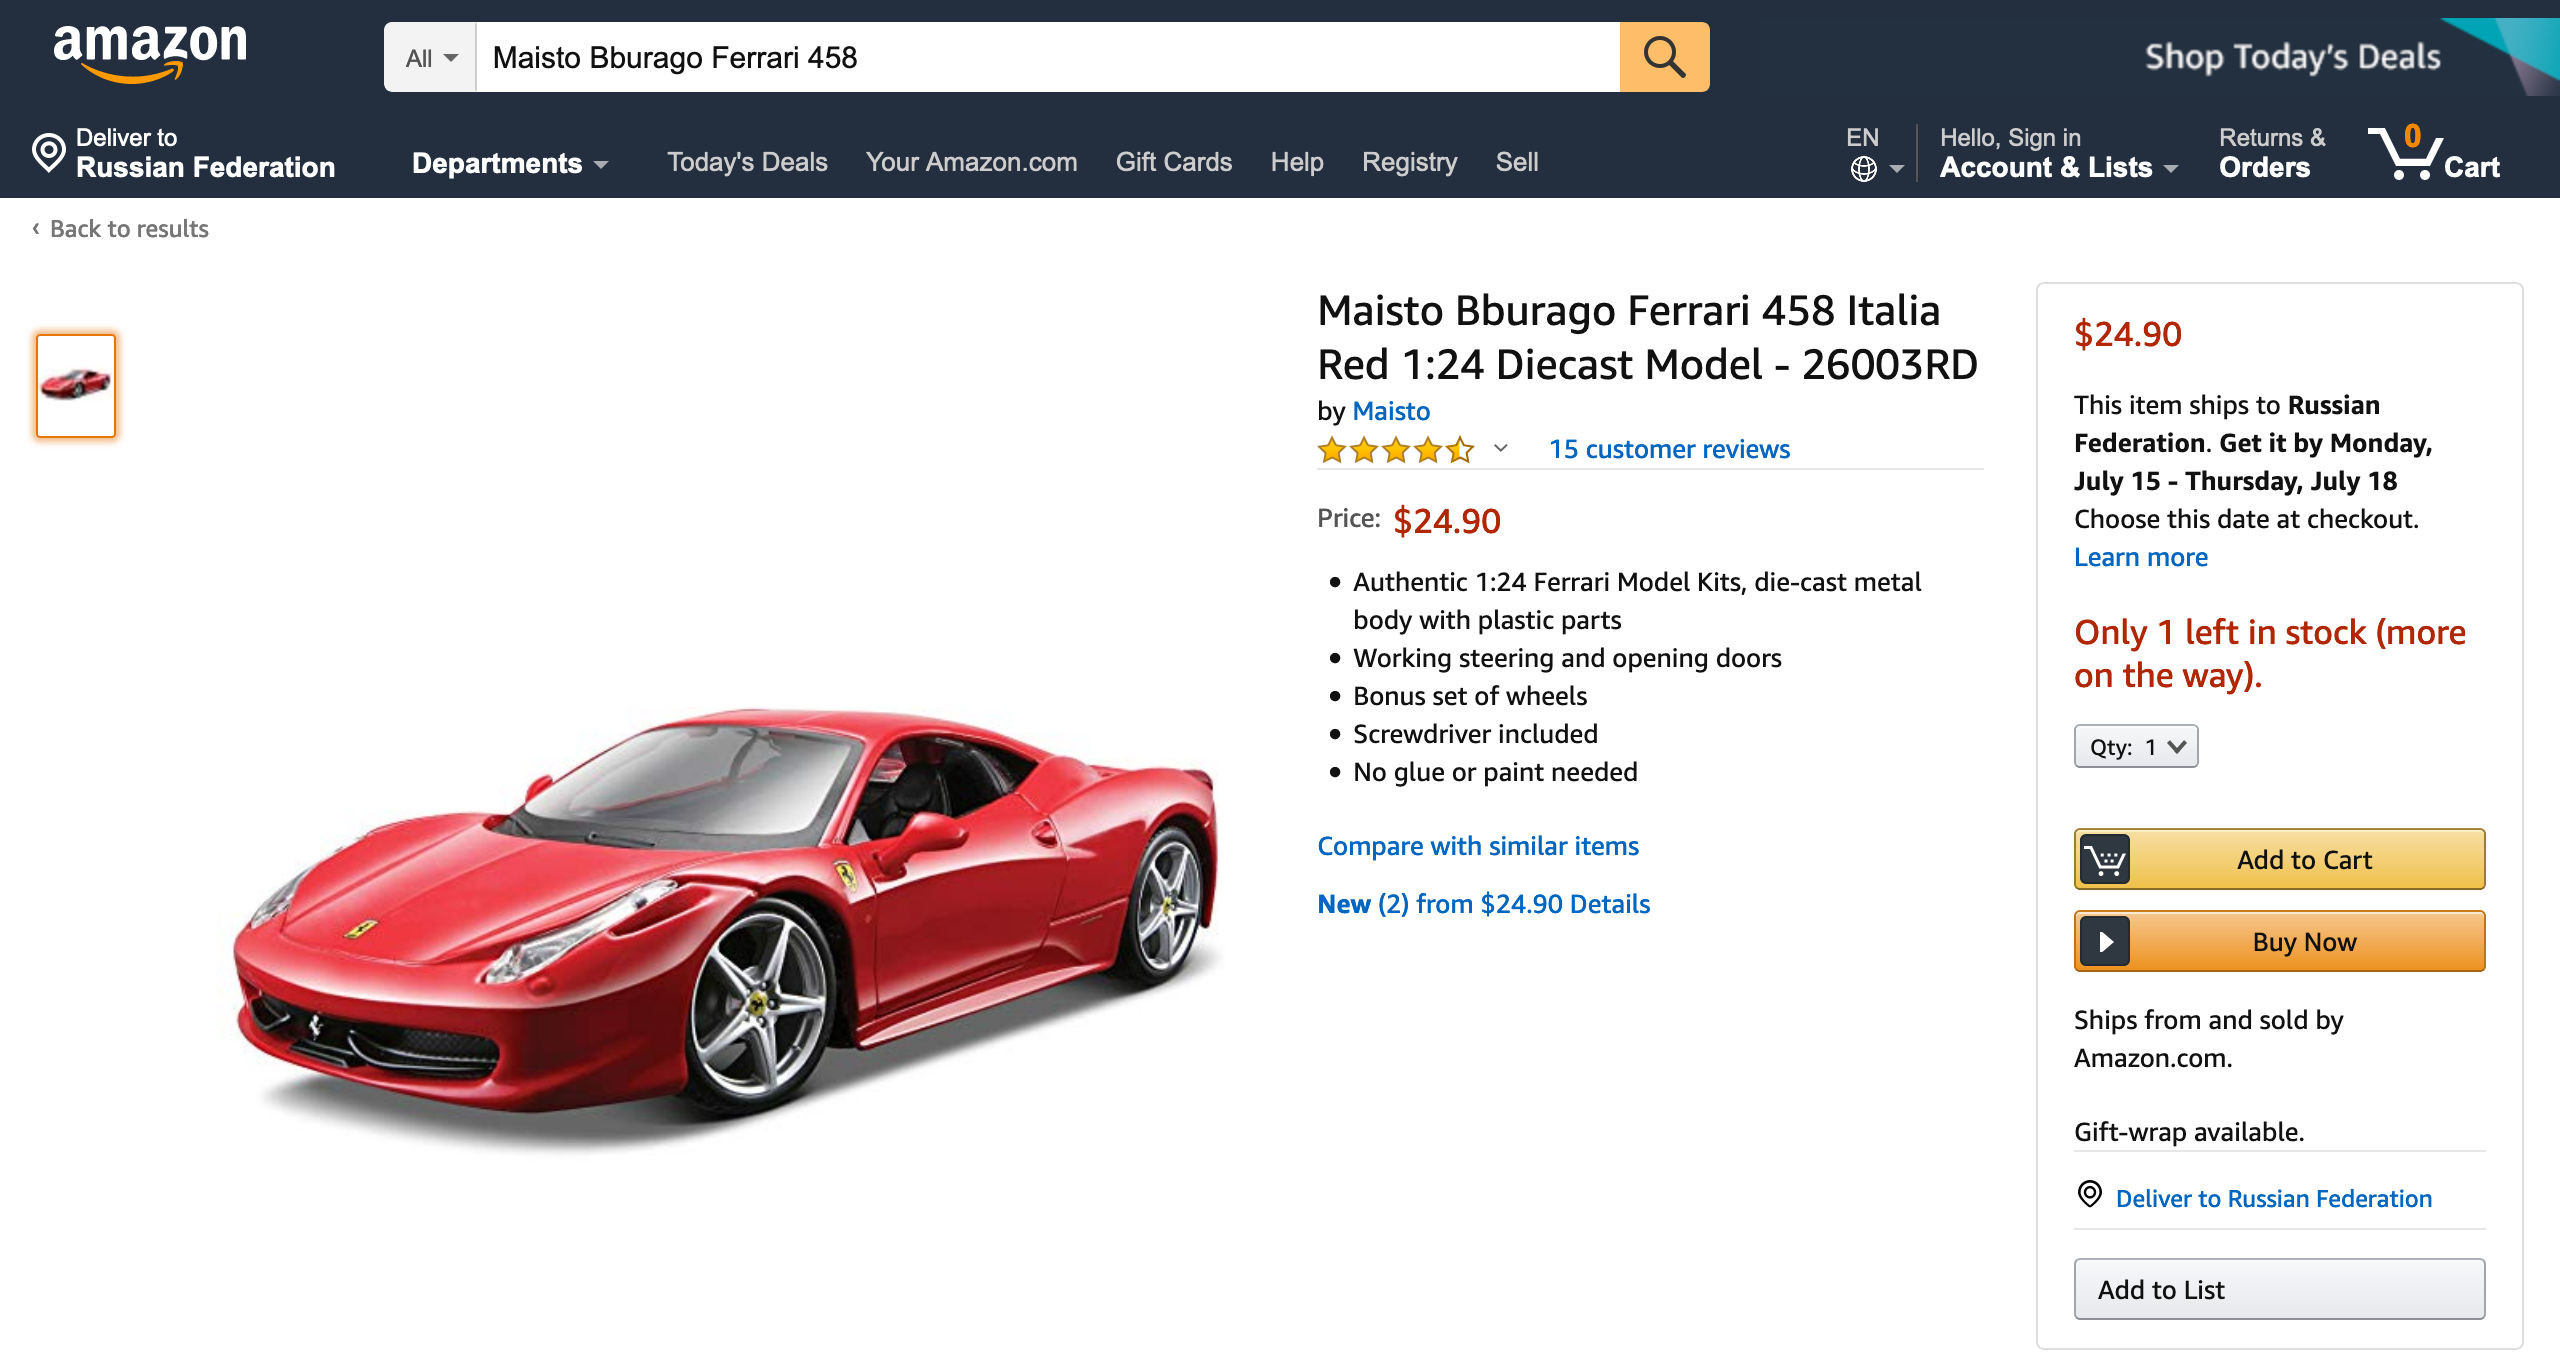 amazon
All
Maisto Bburago Ferrari 458
Shop Today's Deals
Deliver to
Russian Federation
Departments
Today's Deals
Your Amazon.com
Gift Cards
Help
Registry
Sell
EN
Hello, Sign in
Account & Lists
Returns &
Orders
0
Cart
‹ Back to results
Maisto Bburago Ferrari 458 Italia
Red 1:24 Diecast Model - 26003RD
by Maisto
15 customer reviews
Price: $24.90
• Authentic 1:24 Ferrari Model Kits, die-cast metal
body with plastic parts
• Working steering and opening doors
• Bonus set of wheels
• Screwdriver included
• No glue or paint needed
Compare with similar items
New (2) from $24.90 Details
$24.90
This item ships to Russian
Federation. Get it by Monday,
July 15 - Thursday, July 18
Choose this date at checkout.
Learn more
Only 1 left in stock (more
on the way).
Qty: 1
Add to Cart
Buy Now
Ships from and sold by
Amazon.com.
Gift-wrap available.
Deliver to Russian Federation
Add to List